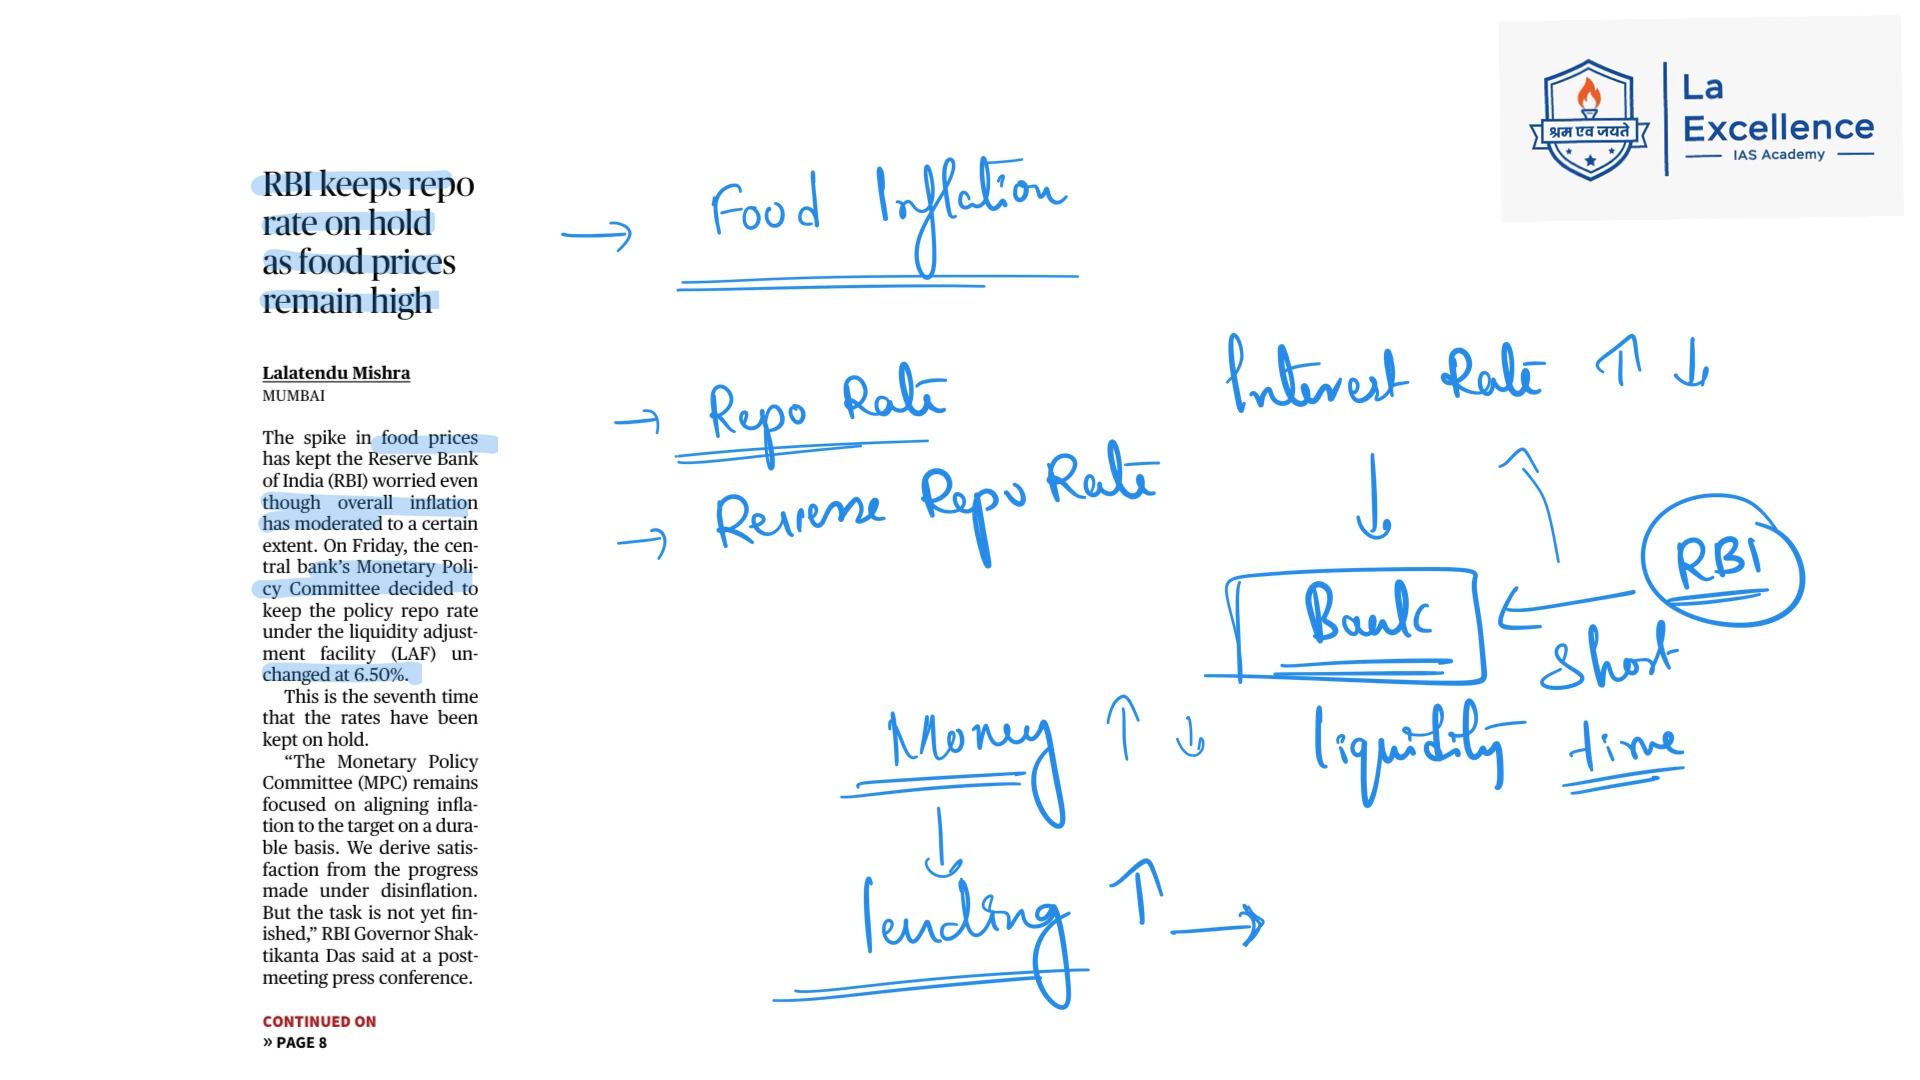 La
Excellence
IAS Academy
श्रम एव जयते
RBI keeps repo
rate on hold
as food prices
remain high
Lalatendu Mishra
MUMBAI
The spike in food prices
has kept the Reserve Bank
of India (RBI) worried even
though overall inflation
has moderated to a certain
extent. On Friday, the cen-
tral bank’s Monetary Poli-
cy Committee decided to
keep the policy repo rate
under the liquidity adjust-
ment facility (LAF) un-
changed at 6.50%.
This is the seventh time
that the rates have been
kept on hold.
“The Monetary Policy
Committee (MPC) remains
focused on aligning infla-
tion to the target on a dura-
ble basis. We derive satis-
faction from the progress
made under disinflation.
But the task is not yet fin-
ished,” RBI Governor Shak-
tikanta Das said at a post-
meeting press conference.
CONTINUED ON
» PAGE 8
→ Food Inflation
→ Repo Rate
→ Reverse Repo Rate
Interest Rate ↑ ↓
↓
Bank
← RBI
Short
time
liquidity
Money ↑ ↓
↓
lending ↑ →